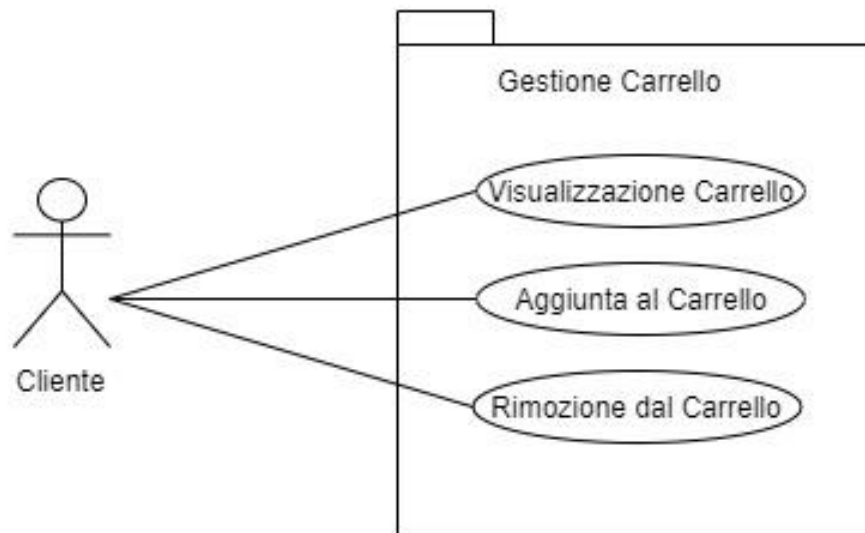 Gestione Carrello
Visualizzazione Carrello
Aggiunta al Carrello
Cliente
Rimozione dal Carrello